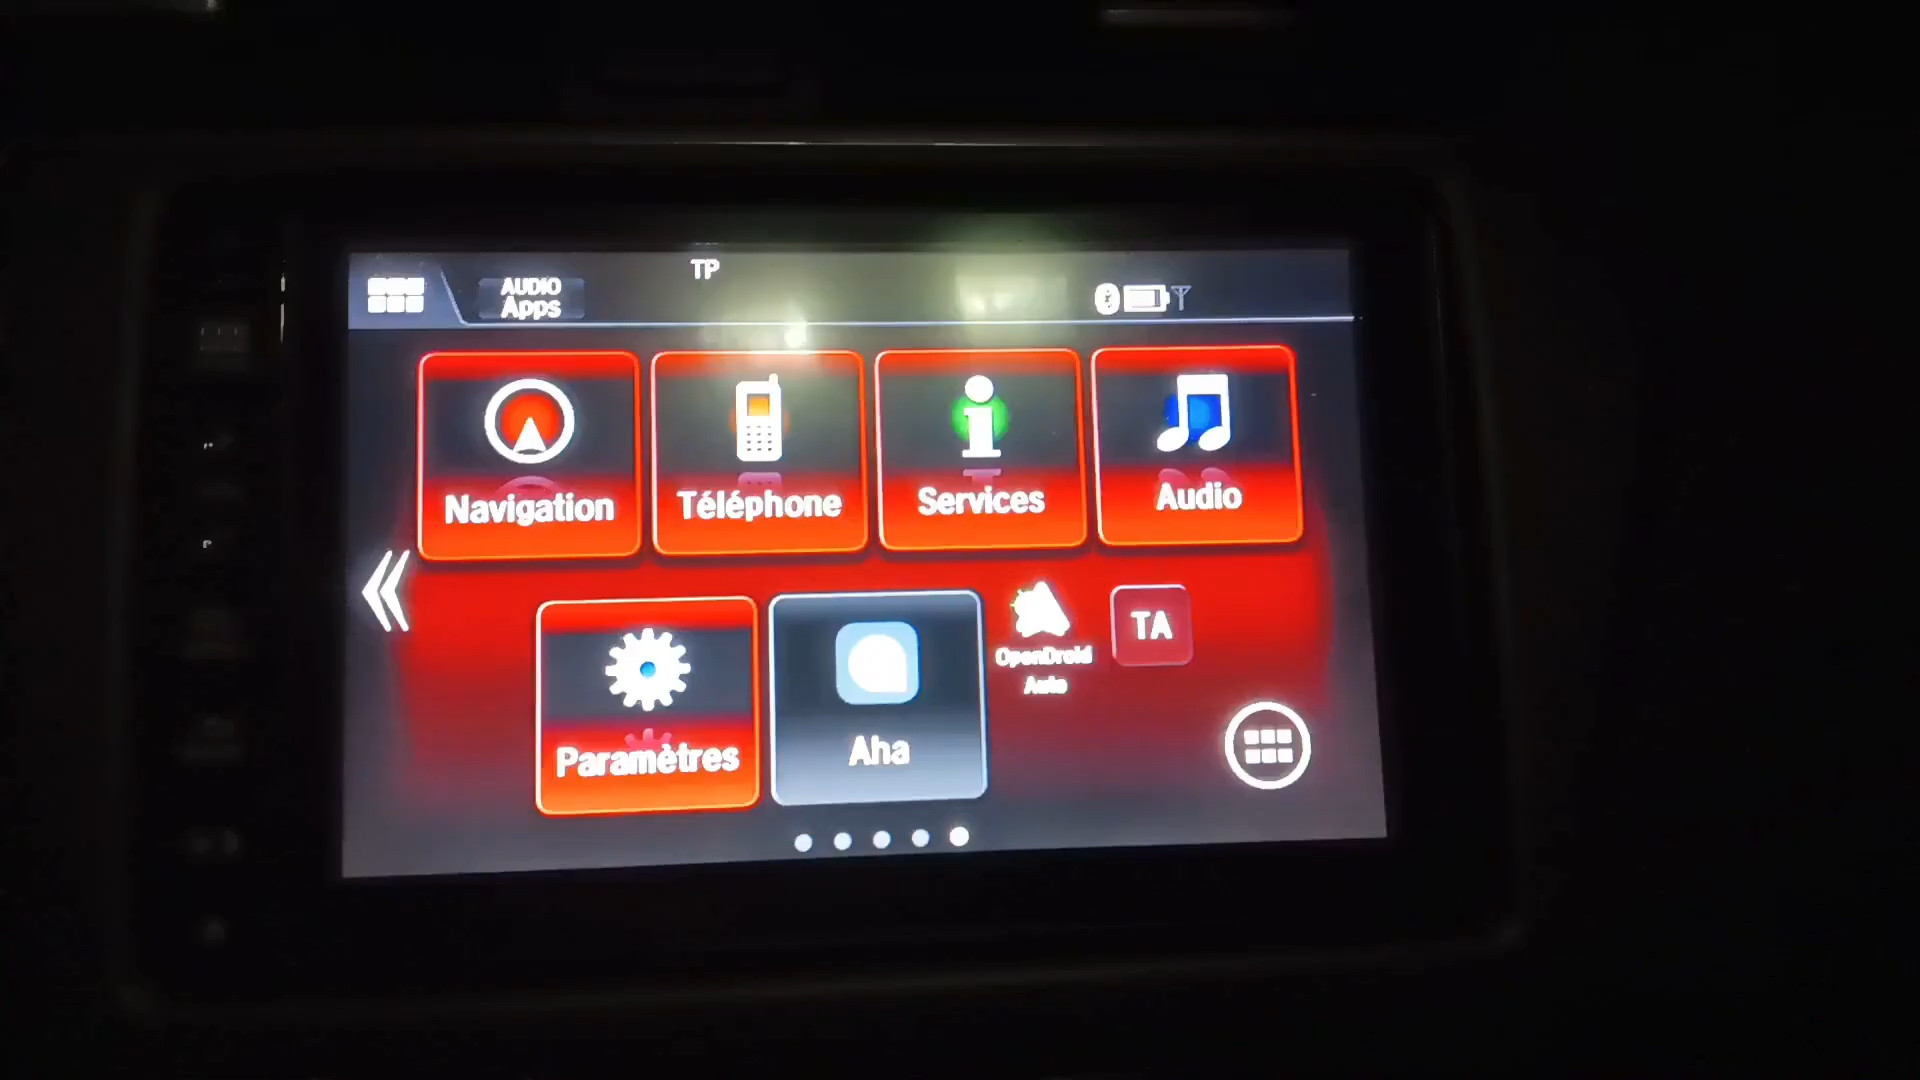 TP
AUDIO
Apps
Navigation
Téléphone
Services
Audio
Paramètres
Aha
OpenDroid
Auto
TA